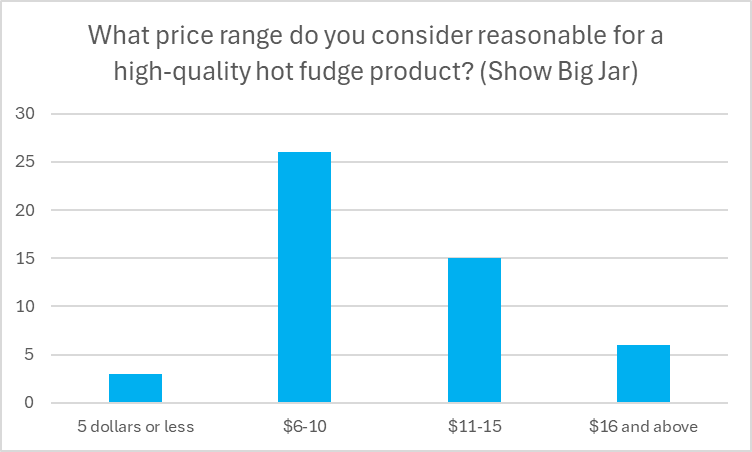 What price range do you consider reasonable for a
high-quality hot fudge product? (Show Big Jar)
30
25
20
15
10
5
0
5 dollars or less
$6-10
$11-15
$16 and above